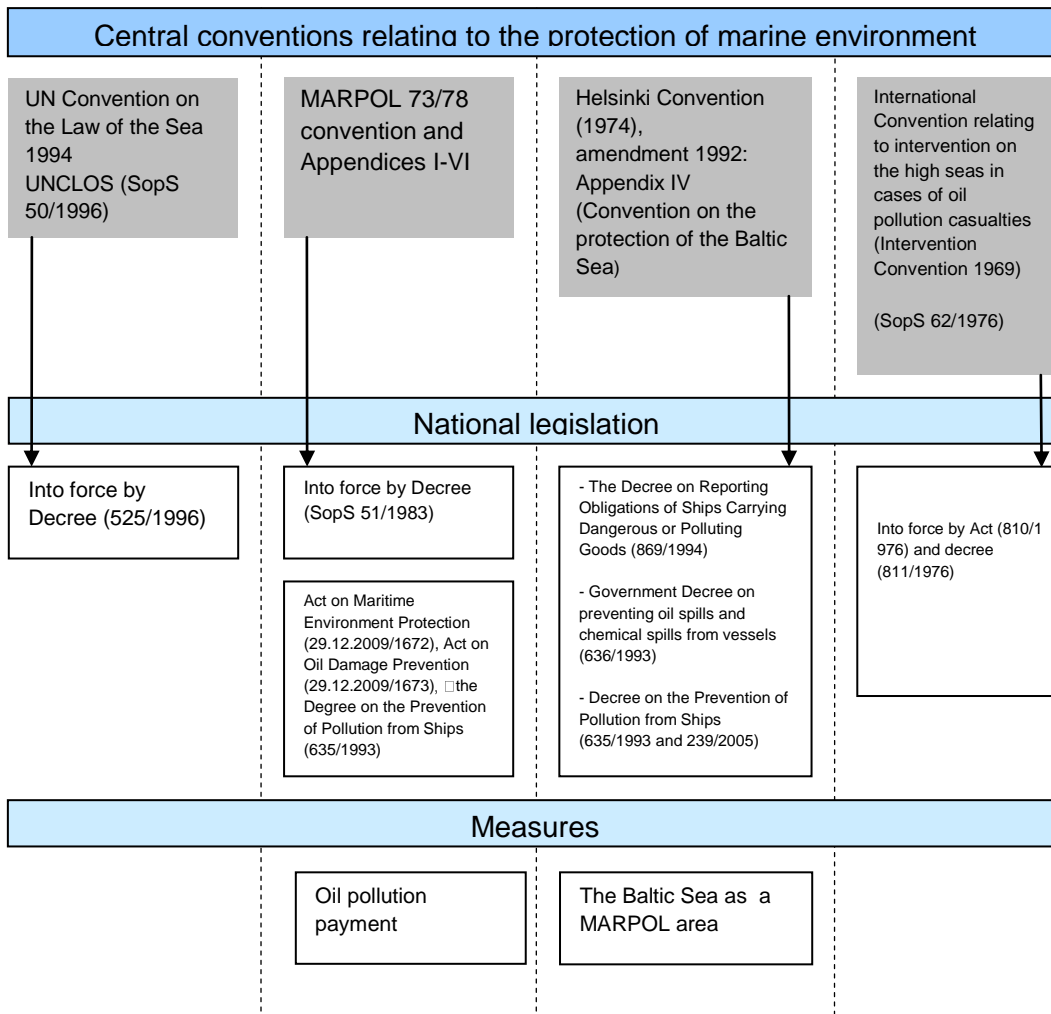 Central conventions relating to the protection of marine environment
UN Convention on
the Law of the Sea
1994
UNCLOS (SopS
50/1996)
MARPOL 73/78
convention and
Appendices I-VI
Helsinki Convention
(1974),
amendment 1992:
Appendix IV
(Convention on the
protection of the Baltic
Sea)
International
Convention relating
to intervention on
the high seas in
cases of oil
pollution casualties
(Intervention
Convention 1969)
(SopS 62/1976)
National legislation
Into force by
Decree (525/1996)
Into force by Decree
(SopS 51/1983)
Act on Maritime
Environment Protection
(29.12.2009/1672), Act on
Oil Damage Prevention
(29.12.2009/1673), □the
Degree on the Prevention
of Pollution from Ships
(635/1993)
- The Decree on Reporting
Obligations of Ships Carrying
Dangerous or Polluting
Goods (869/1994)
- Government Decree on
preventing oil spills and
chemical spills from vessels
(636/1993)
- Decree on the Prevention of
Pollution from Ships
(635/1993 and 239/2005)
Into force by Act (810/1
976) and decree
(811/1976)
Measures
Oil pollution
payment
The Baltic Sea as a
MARPOL area